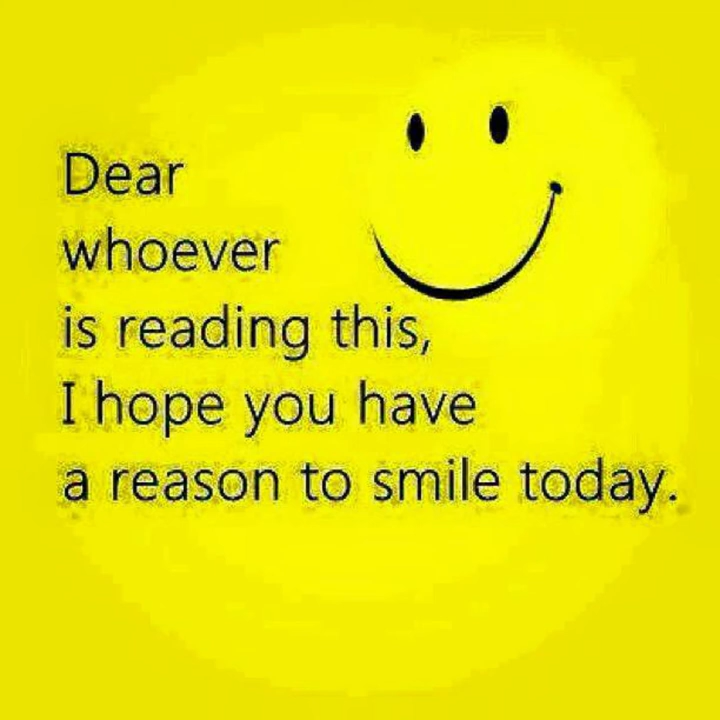 Dear
whoever
is reading this,
I hope you have
a reason to smile today.